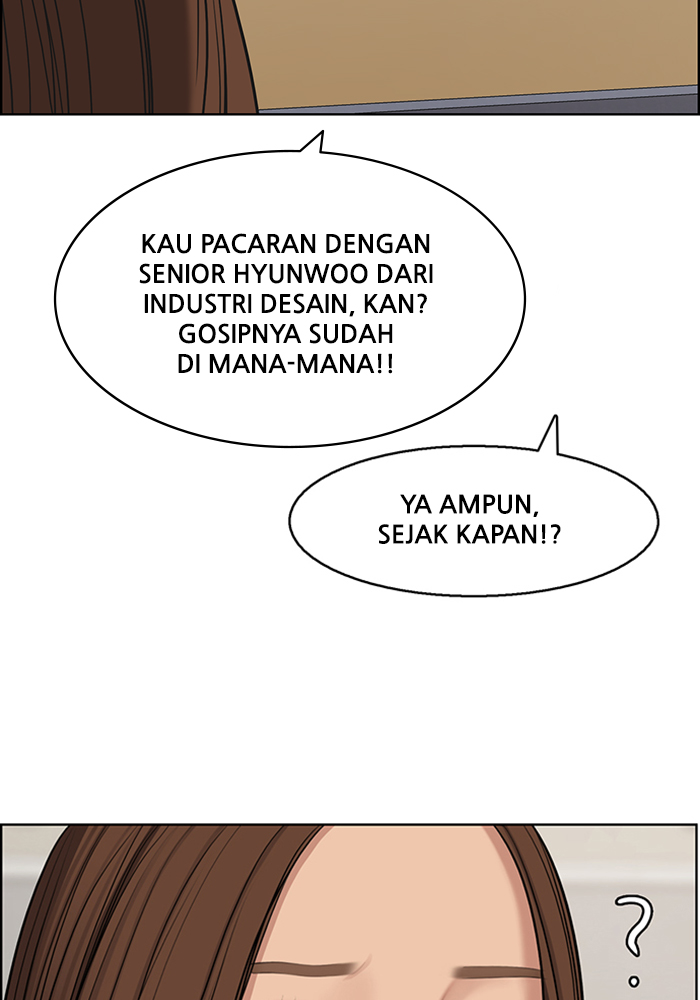 KAU PACARAN DENGAN
SENIOR HYUNWOO DARI
INDUSTRI DESAIN, KAN?
GOSIPNYA SUDAH
DI MANA-MANA!!
YA AMPUN,
SEJAK KAPAN!?
?